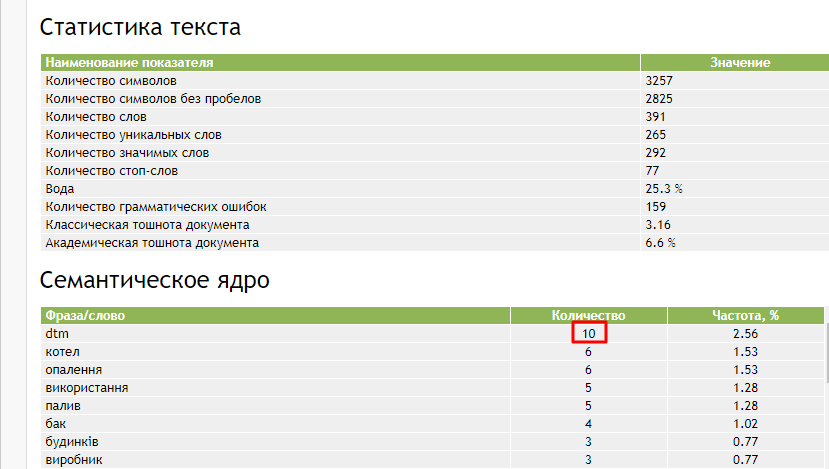 Статистика текста
Наименование показателя Значение
Количество символов 3257
Количество символов без пробелов 2825
Количество слов 391
Количество уникальных слов 265
Количество значимых слов 292
Количество стоп-слов 77
Вода 25.3 %
Количество грамматических ошибок 159
Классическая тошнота документа 3.16
Академическая тошнота документа 6.6 %
Семантическое ядро
Фраза/слово Количество Частота, %
dtm 10 2.56
котел 6 1.53
опалення 6 1.53
використання 5 1.28
палив 5 1.28
бак 4 1.02
будинків 3 0.77
виробник 3 0.77